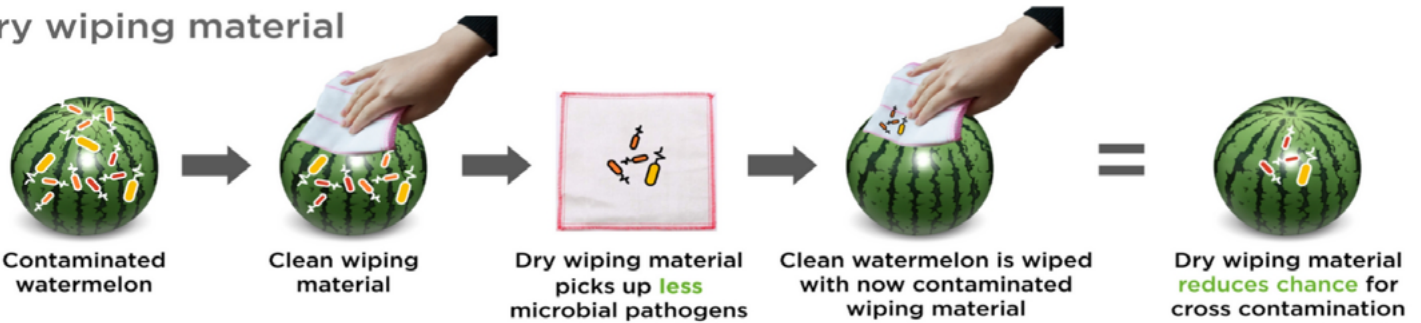 ry wiping material
Contaminated
watermelon
Clean wiping
material
Dry wiping material
picks up less
microbial pathogens
Clean watermelon is wiped
with now contaminated
wiping material
Dry wiping material
reduces chance for
cross contamination